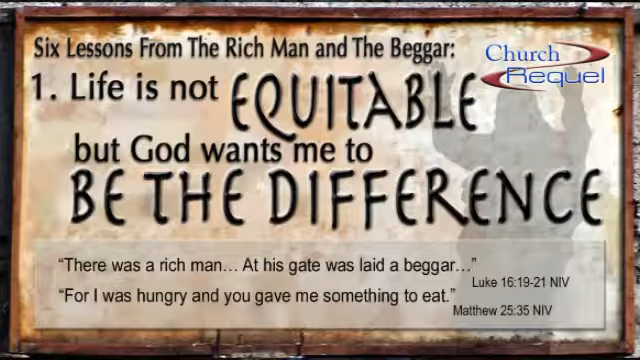 Six Lessons From The Rich Man and The Beggar:
Church
Requel
1. Life is not EQUITABLE
but God wants me to
BE THE DIFFERENCE
“There was a rich man… At his gate was laid a beggar…”
Luke 16:19-21 NIV
“For I was hungry and you gave me something to eat.”
Matthew 25:35 NIV